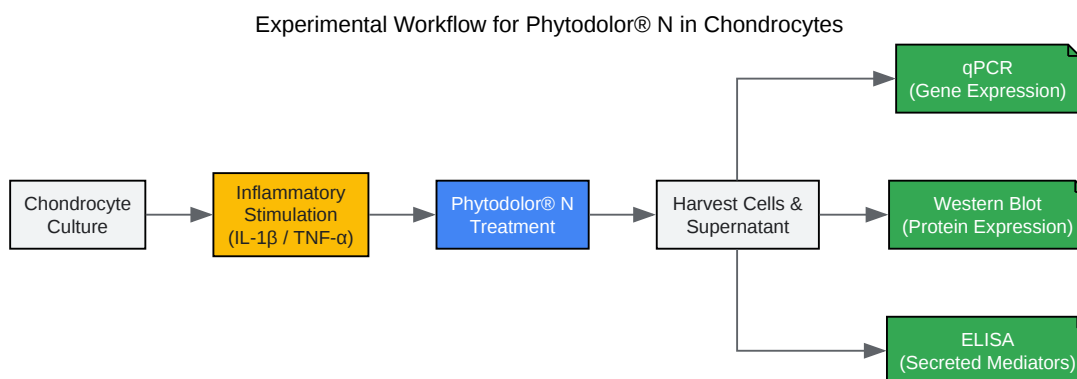 Experimental Workflow for Phytodolor® N in Chondrocytes
qPCR
(Gene Expression)
Chondrocyte
Culture
Inflammatory
Stimulation
(IL-1β / TNF-α)
Phytodolor® N
Treatment
Harvest Cells &
Supernatant
Western Blot
(Protein Expression)
ELISA
(Secreted Mediators)